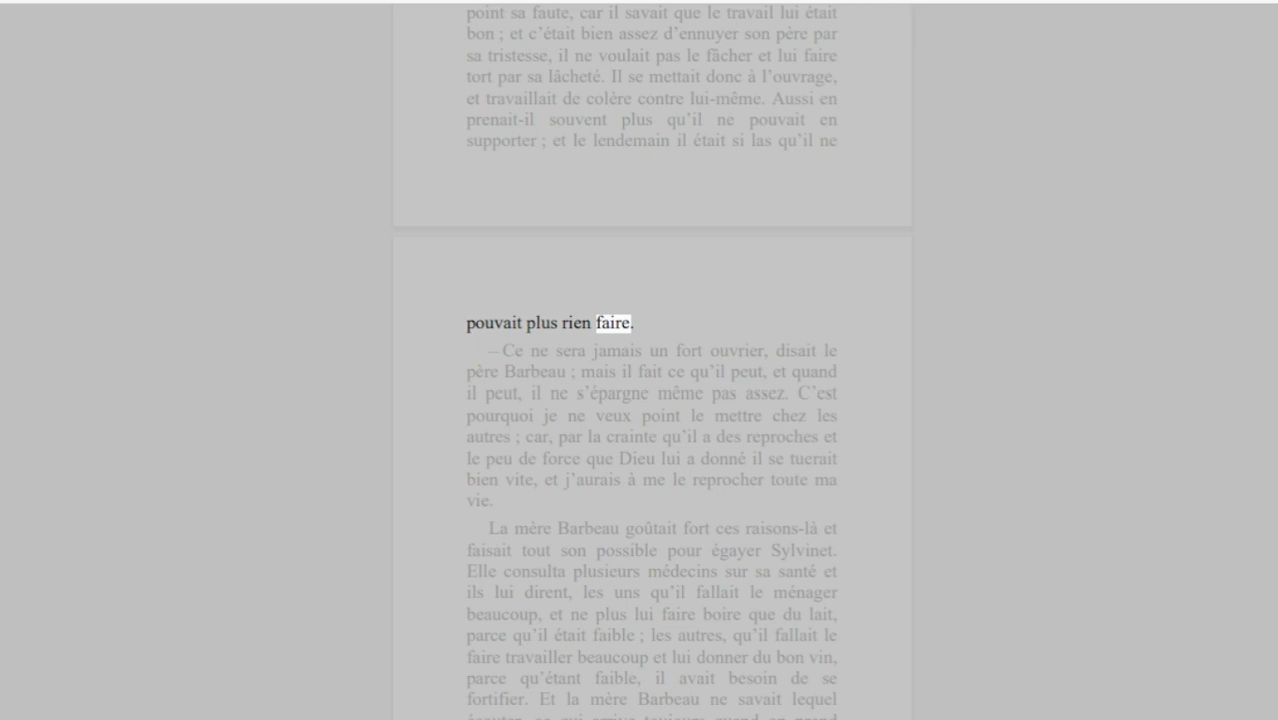 point sa faute, car il savait que le travail lui était
bon ; et c’était bien assez d’ennuyer son père par
sa tristesse, il ne voulait pas le fâcher et lui faire
tort par sa lâcheté. Il se mettait donc à l’ouvrage,
et travaillait de colère contre lui-même. Aussi en
prenait-il souvent plus qu’il ne pouvait en
supporter ; et le lendemain il était si las qu’il ne
pouvait plus rien faire.
– Ce ne sera jamais un fort ouvrier, disait le
père Barbeau ; mais il fait ce qu’il peut, et quand
il peut, il ne s’épargne même pas assez. C’est
pourquoi je ne veux point le mettre chez les
autres ; car, par la crainte qu’il a des reproches et
le peu de force que Dieu lui a donné il se tuerait
bien vite, et j’aurais à me le reprocher toute ma
vie.
La mère Barbeau goûtait fort ces raisons-là et
faisait tout son possible pour égayer Sylvinet.
Elle consulta plusieurs médecins sur sa santé et
ils lui dirent, les uns qu’il fallait le ménager
beaucoup, et ne plus lui faire boire que du lait,
parce qu’il était faible ; les autres, qu’il fallait le
faire travailler beaucoup et lui donner du bon vin,
parce qu’étant faible, il avait besoin de se
fortifier. Et la mère Barbeau ne savait lequel
écouter, ce qui arrive toujours quand on prend